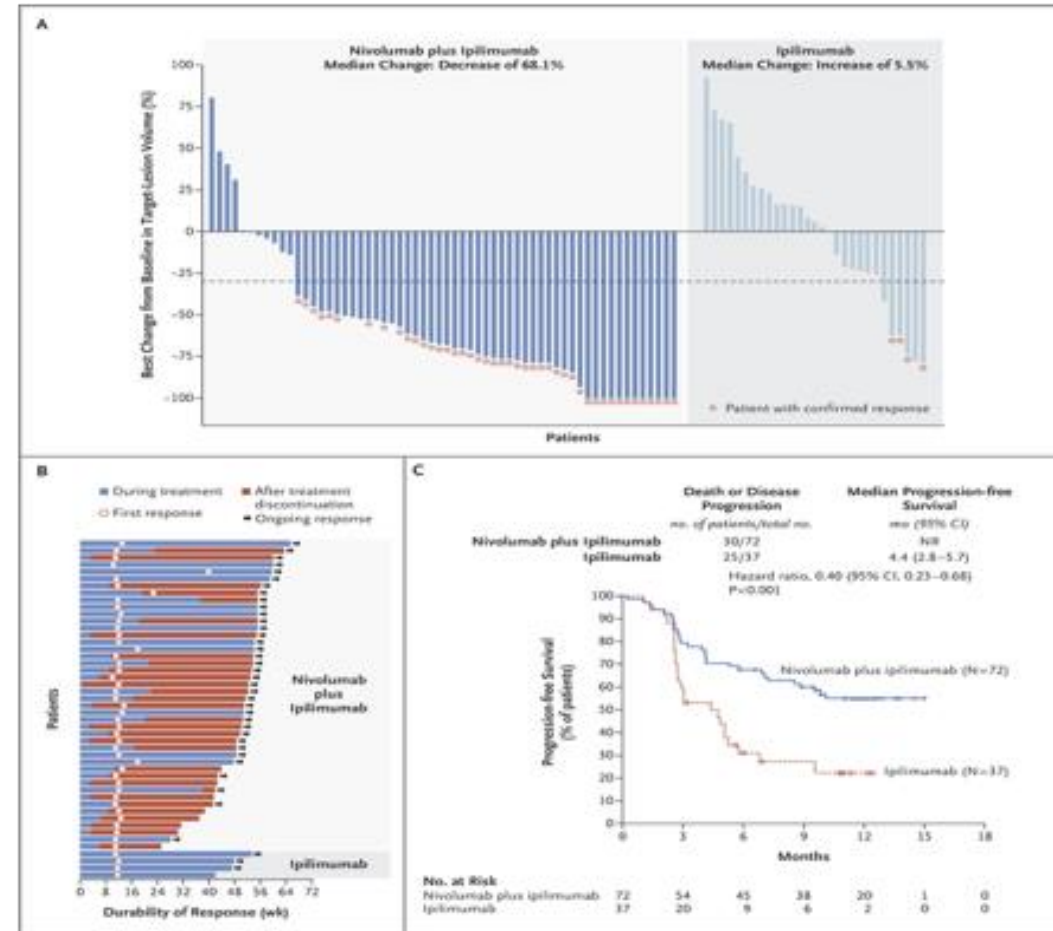 A
Nivolumab plus Ipilimumab
Median Change: Decrease of 68.1%
Ipilimumab
Median Change: Increase of 5.5%
Best Change from Baseline in Target-Lesion Volume (%)
100
75
50
25
0
-25
-50
-75
-100
Patient with confirmed response
Patients
B
During treatment
After treatment discontinuation
First response
Ongoing response
Patients
Nivolumab
plus
Ipilimumab
Ipilimumab
0 8 16 24 32 40 48 56 64 72
Durability of Response (wk)
C
Death or Disease
Progression
Median Progression-free
Survival
no. of patients/total no.
mo (95% CI)
Nivolumab plus Ipilimumab 30/72 NR
Ipilimumab 25/37 4.4 (2.8–5.7)
Hazard ratio, 0.40 (95% CI, 0.23–0.68)
P<0.001
Progression-free Survival
(% of patients)
100
90
80
70
60
50
40
30
20
10
0
Nivolumab plus ipilimumab (N=72)
Ipilimumab (N=37)
0 3 6 9 12 15 18
Months
No. at Risk
Nivolumab plus ipilimumab 72 54 45 38 20 1 0
Ipilimumab 37 20 9 6 2 0 0